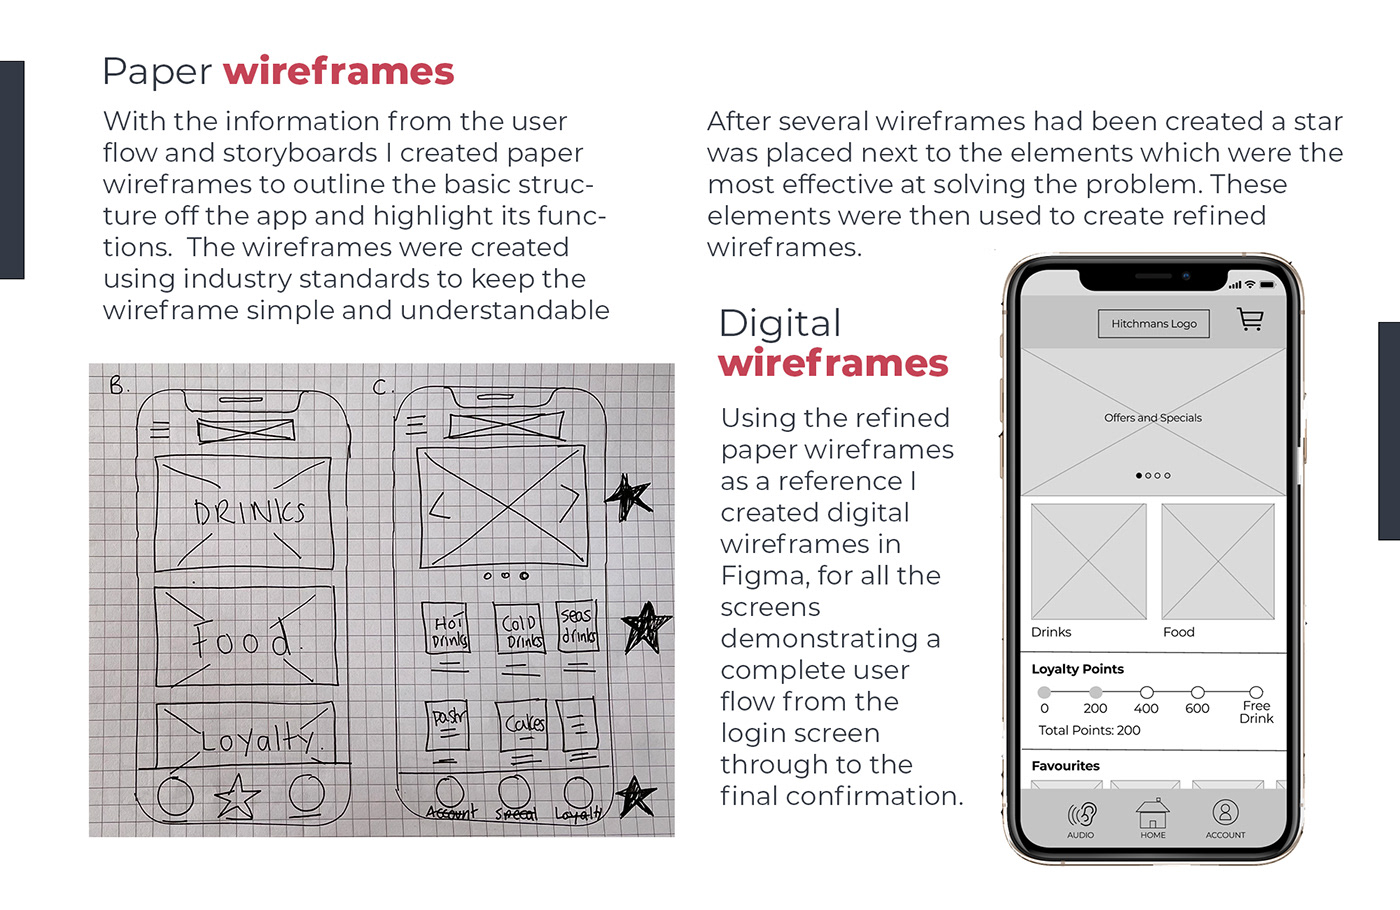 Paper wireframes
With the information from the user
flow and storyboards I created paper
wireframes to outline the basic struc-
ture off the app and highlight its func-
tions.  The wireframes were created
using industry standards to keep the
wireframe simple and understandable
After several wireframes had been created a star
was placed next to the elements which were the
most effective at solving the problem. These
elements were then used to create refined
wireframes.
B.
DRINKS
Food.
Loyalty.
C.
Hot
Drinks
Cold
Drinks
seas
drinks
pastr
Cakes
Account
Specal
Loyalty
Digital
wireframes
Using the refined
paper wireframes
as a reference I
created digital
wireframes in
Figma, for all the
screens
demonstrating a
complete user
flow from the
login screen
through to the
final confirmation.
Hitchmans Logo
Offers and Specials
Drinks
Food
Loyalty Points
0
200
400
600
Free
Drink
Total Points: 200
Favourites
AUDIO
HOME
ACCOUNT